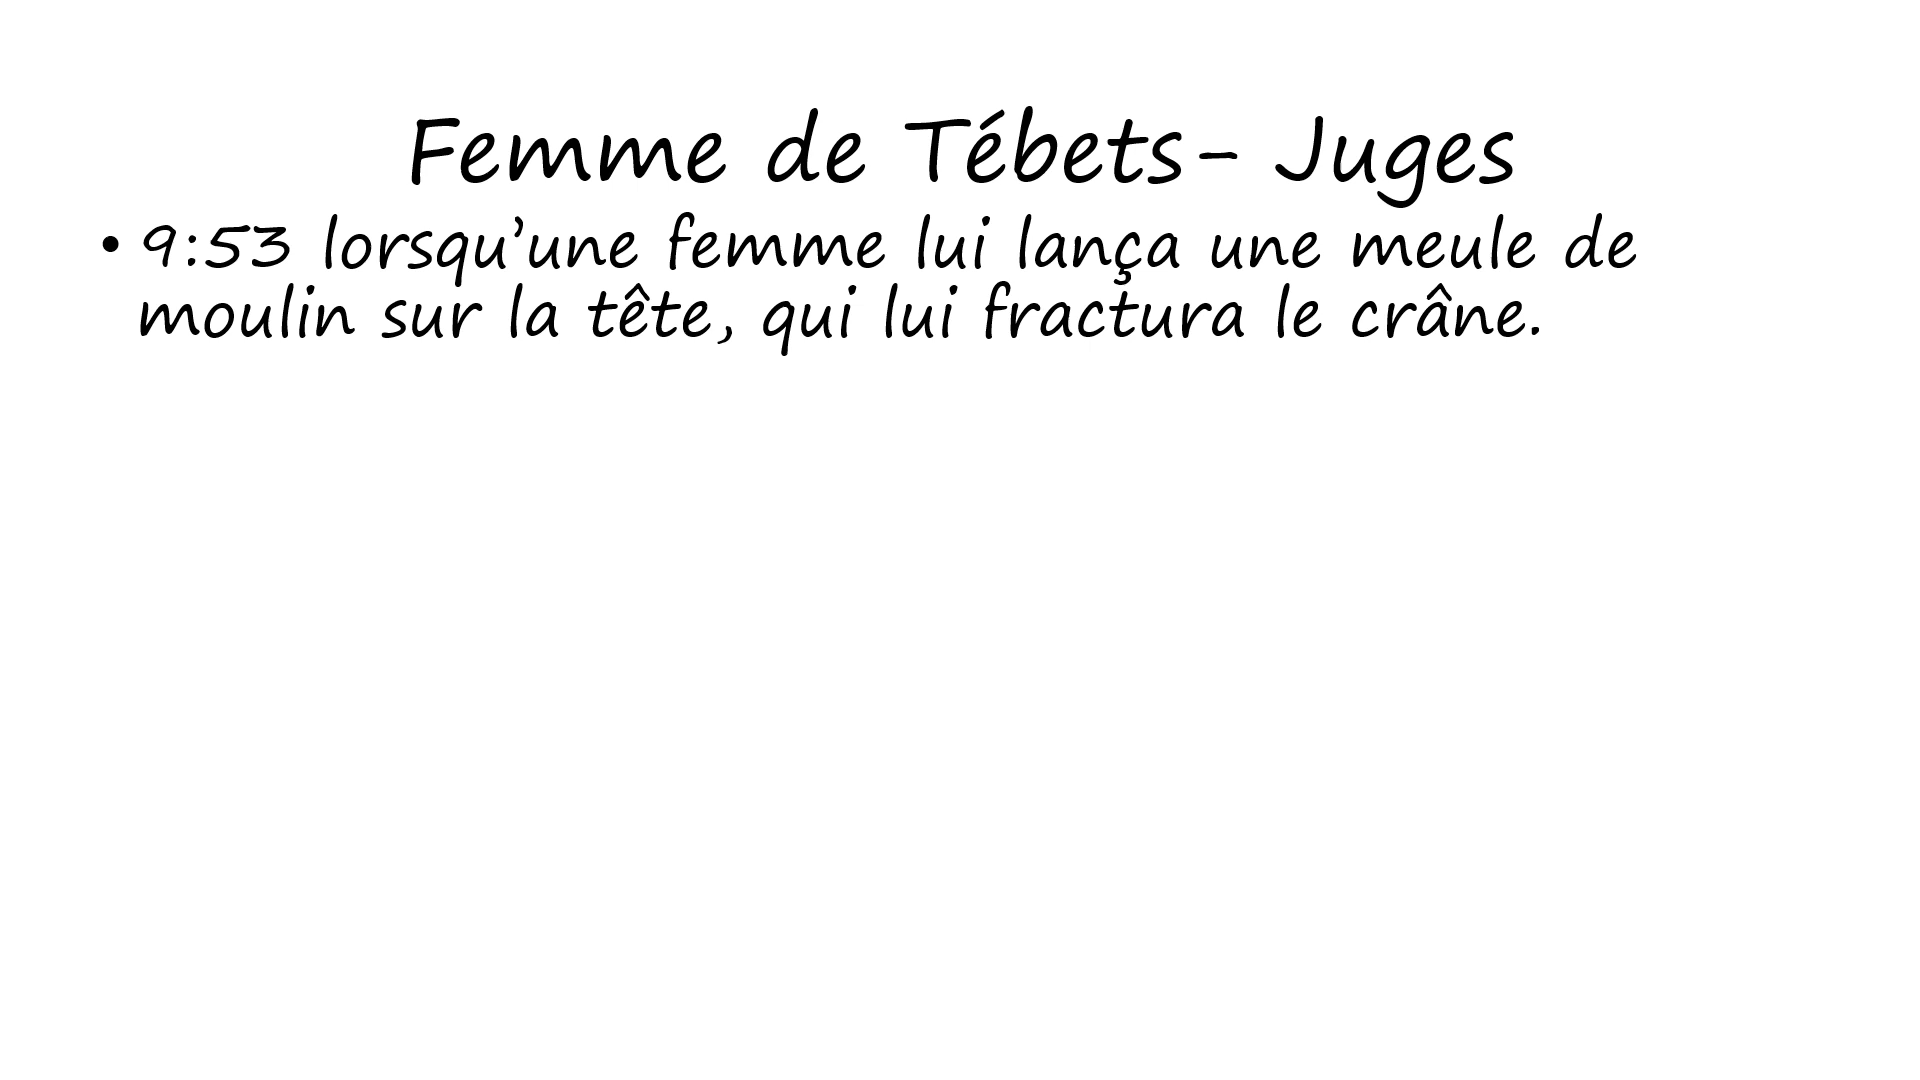 Femme de Tébets- Juges
• 9:53 lorsqu’une femme lui lança une meule de
moulin sur la tête, qui lui fractura le crâne.